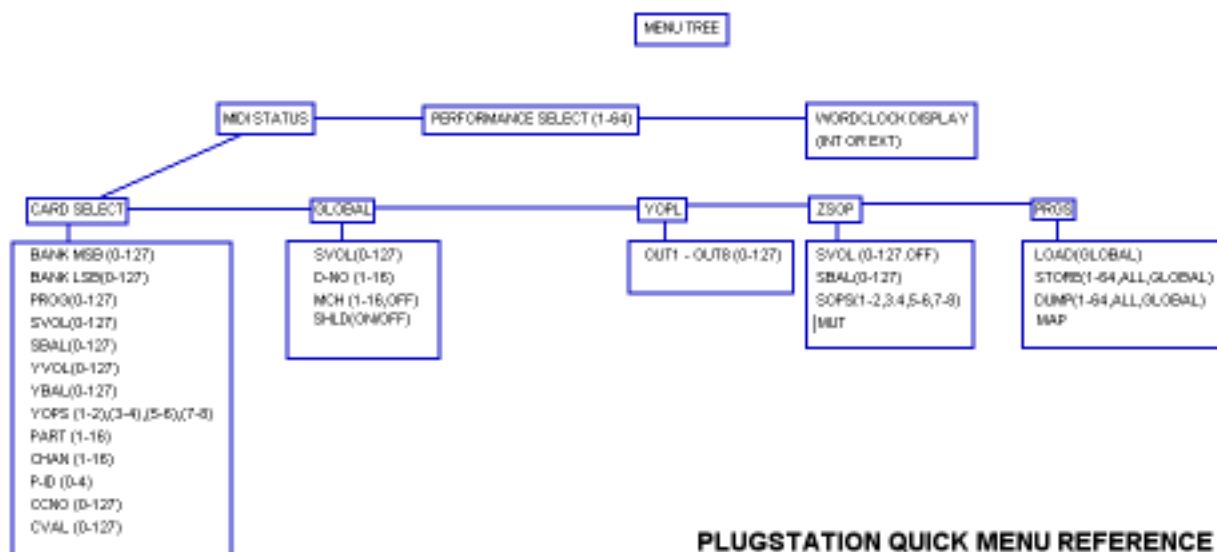 MENU TREE
MIDI STATUS
PERFORMANCE SELECT (1-64)
WORDCLOCK DISPLAY
(INT OR EXT)
CARD SELECT
GLOBAL
YOPL
ZSOP
PRGS
BANK MSB (0-127)
BANK LSB(0-127)
PROG(0-127)
SVOL(0-127)
SBAL(0-127)
YVOL(0-127)
YBAL(0-127)
YOPS (1-2),(3-4),(5-6),(7-8)
PART (1-16)
CHAN (1-16)
P-ID (0-4)
CCNO (0-127)
CVAL (0-127)
SVOL(0-127)
D-NO (1-16)
MCH (1-16,OFF)
SHLD(ON/OFF)
OUT1 - OUT8 (0-127)
SVOL (0-127.OFF)
SBAL(0-127)
SOPS(1-2,3.4,5-6,7-8)
MUT
LOAD(GLOBAL)
STORE(1-64,ALL,GLOBAL)
DUMP(1-64,ALL,GLOBAL)
MAP
PLUGSTATION QUICK MENU REFERENCE